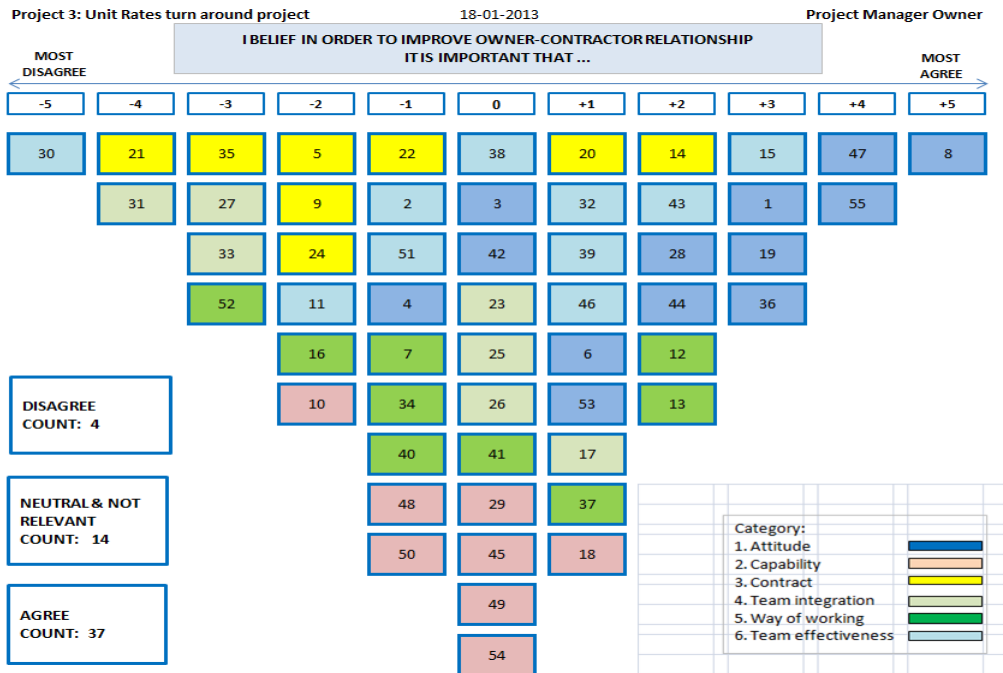 Project 3: Unit Rates turn around project 18-01-2013 Project Manager Owner
I BELIEF IN ORDER TO IMPROVE OWNER-CONTRACTOR RELATIONSHIP
IT IS IMPORTANT THAT ...
MOST
DISAGREE
MOST
AGREE
-5 -4 -3 -2 -1 0 +1 +2 +3 +4 +5
30 21 35 5 22 38 20 14 15 47 8
31 27 9 2 3 32 43 1 55
33 24 51 42 39 28 19
52 11 4 23 46 44 36
16 7 25 6 12
10 34 26 53 13
40 41 17
48 29 37
50 45 18
49
54
DISAGREE
COUNT: 4
NEUTRAL & NOT
RELEVANT
COUNT: 14
AGREE
COUNT: 37
Category:
1. Attitude
2. Capability
3. Contract
4. Team integration
5. Way of working
6. Team effectiveness